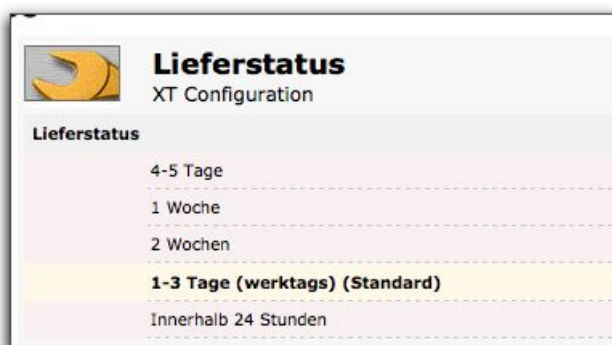 Lieferstatus
XT Configuration
Lieferstatus
4-5 Tage
1 Woche
2 Wochen
1-3 Tage (werktags) (Standard)
Innerhalb 24 Stunden